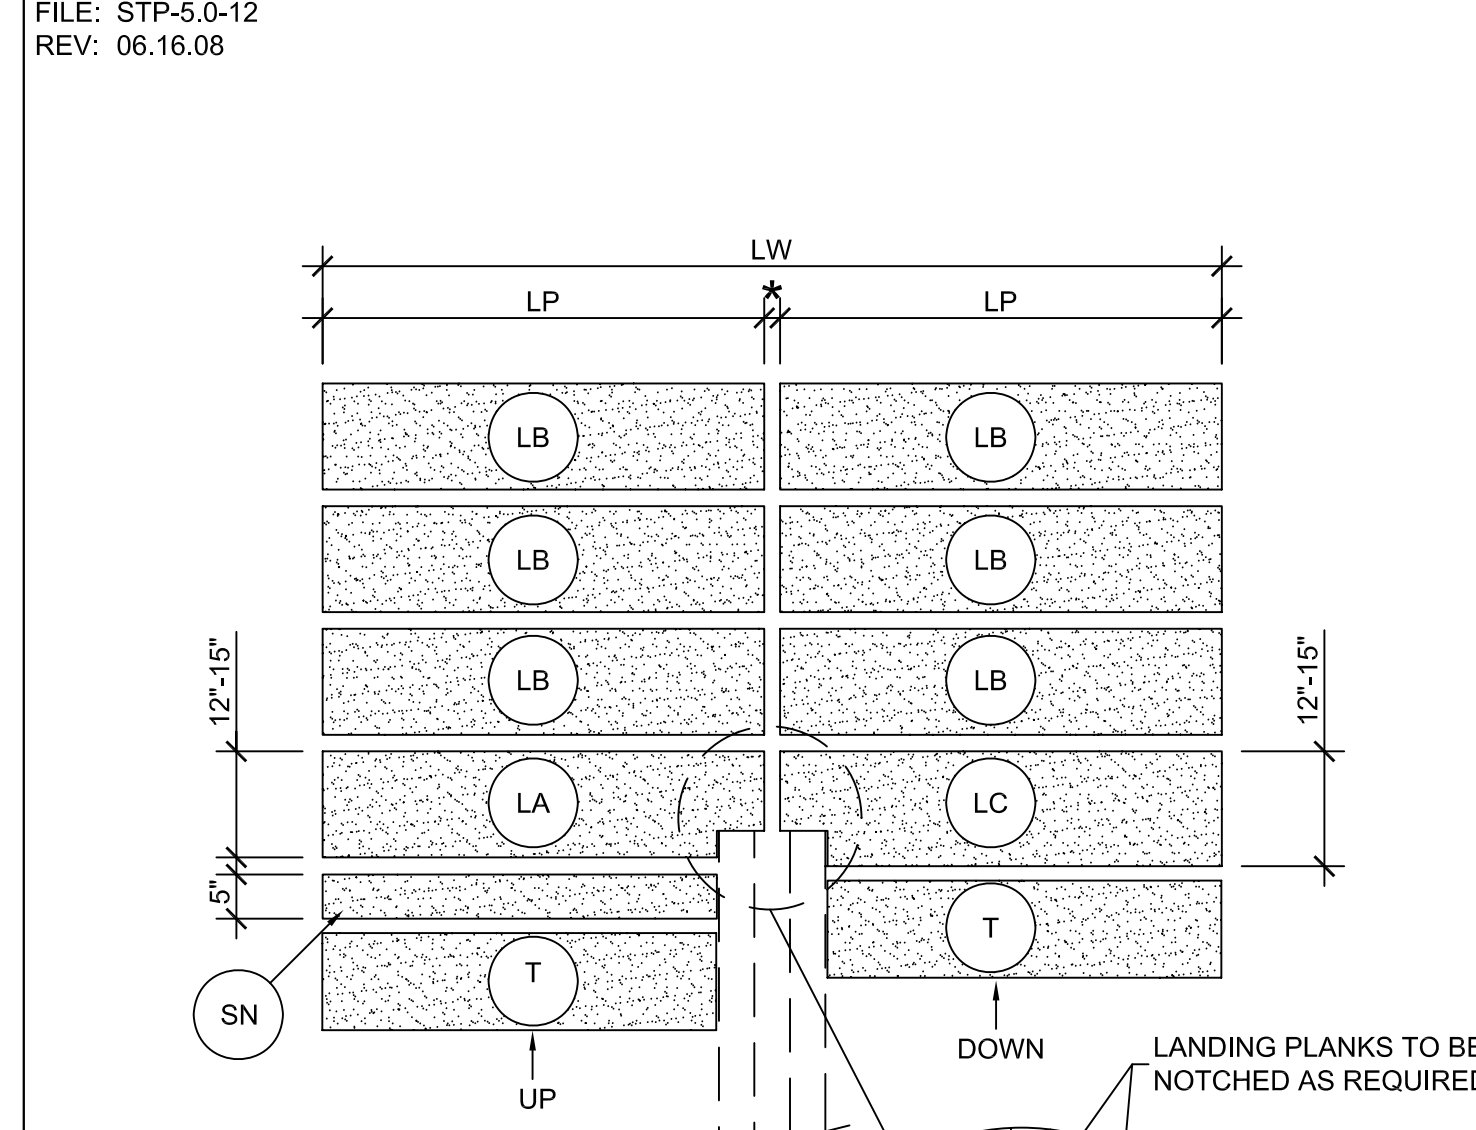 FILE: STP-5.0-12
REV: 06.16.08
LW
LP * LP
LB LB
LB LB
12"-15" LB LB 12"-15"
LA LC
5"
T T
SN
UP DOWN
LANDING PLANKS TO BE
NOTCHED AS REQUIRED